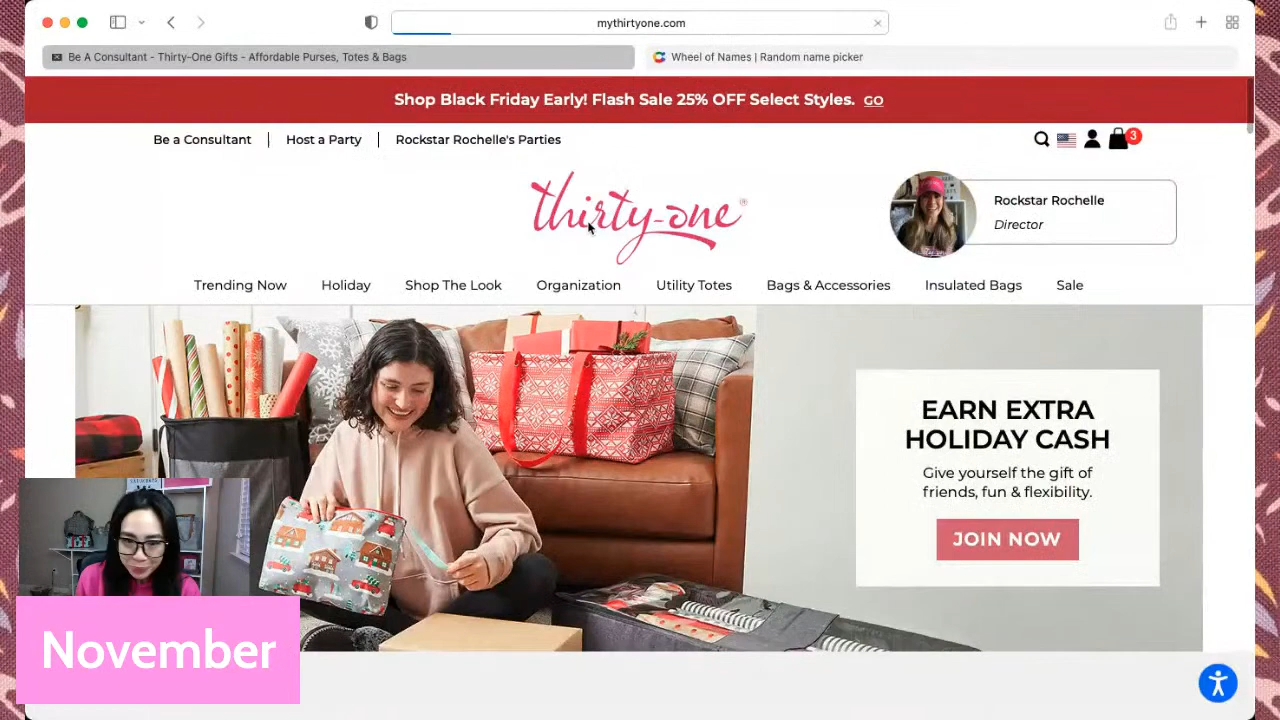 mythirtyone.com
Be A Consultant - Thirty-One Gifts - Affordable Purses, Totes & Bags
Wheel of Names | Random name picker
Shop Black Friday Early! Flash Sale 25% OFF Select Styles. GO
Be a Consultant
Host a Party
Rockstar Rochelle's Parties
3
thirty-one®
Rockstar Rochelle
Director
Trending Now
Holiday
Shop The Look
Organization
Utility Totes
Bags & Accessories
Insulated Bags
Sale
EARN EXTRA
HOLIDAY CASH
Give yourself the gift of
friends, fun & flexibility.
JOIN NOW
November